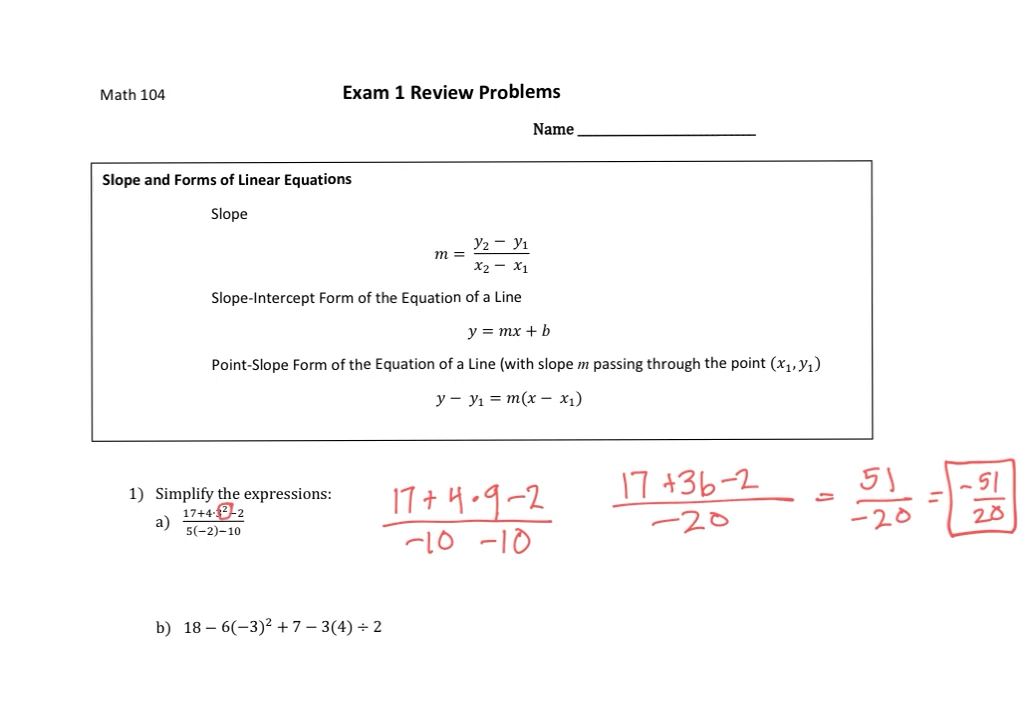 Math 104
Exam 1 Review Problems
Name ____________________
Slope and Forms of Linear Equations
Slope
m = (y₂ − y₁)/(x₂ − x₁)
Slope-Intercept Form of the Equation of a Line
y = mx + b
Point-Slope Form of the Equation of a Line (with slope m passing through the point (x₁, y₁)
y − y₁ = m(x − x₁)
1) Simplify the expressions:
a) (17+4·3²−2)/(5(−2)−10)
(17+4·9−2)/(−10 −10)
(17+36−2)/(−20) = 51/(−20) = −51/20
b) 18 − 6(−3)² + 7 − 3(4) ÷ 2